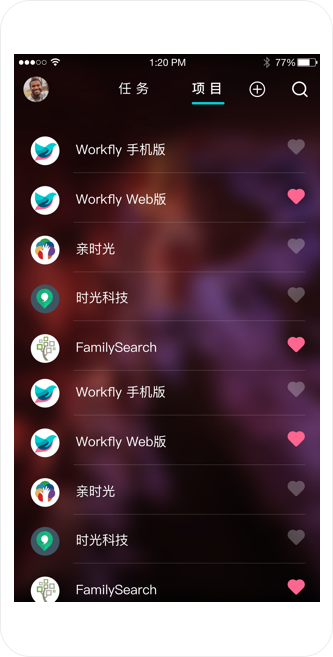 1:20 PM 77%
任务 项目
Workfly 手机版
Workfly Web版
亲时光
时光科技
FamilySearch
Workfly 手机版
Workfly Web版
亲时光
时光科技
FamilySearch